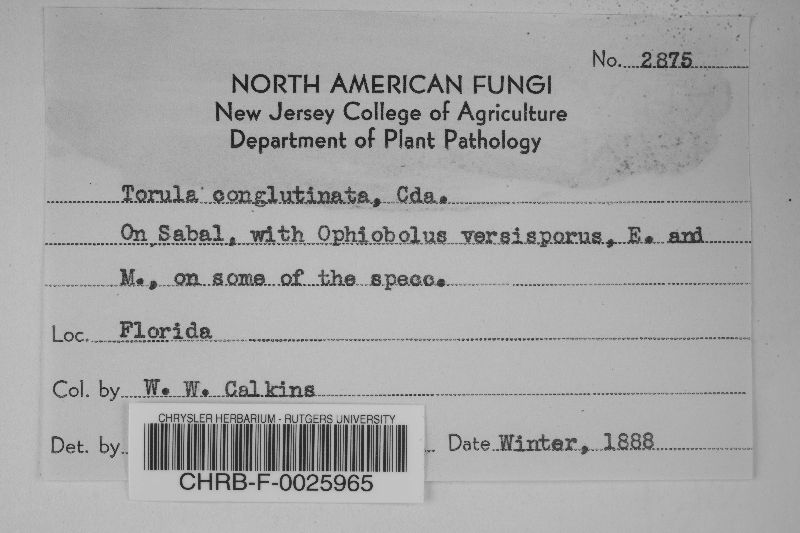 No. 2875
NORTH AMERICAN FUNGI
New Jersey College of Agriculture
Department of Plant Pathology
Torula conglutinata, Cda.
On Sabal, with Ophiobolus versisporus, E. and
M., on some of the specc.
Loc. Florida
Col. by W. W. Calkins
Det. by Date Winter, 1888
CHRYSLER HERBARIUM - RUTGERS UNIVERSITY
CHRB-F-0025965